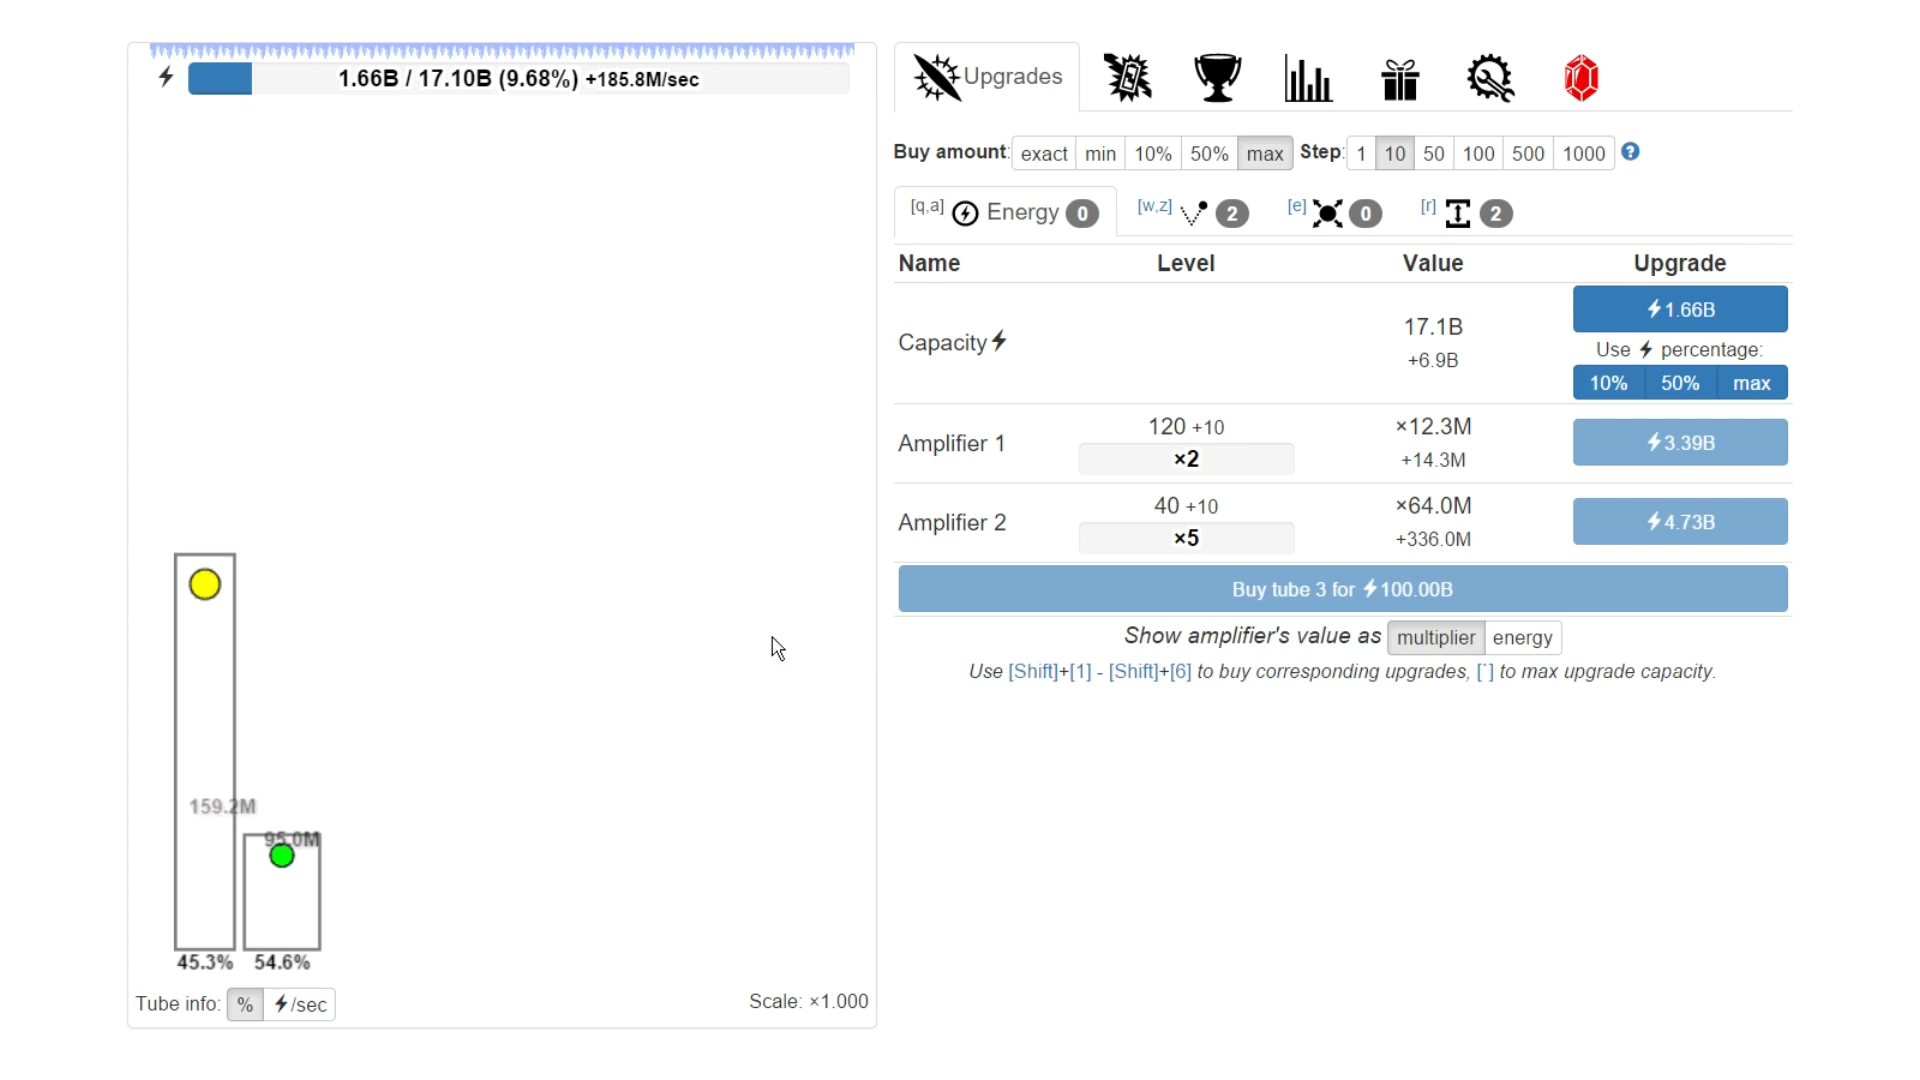 1.66B / 17.10B (9.68%) +185.8M/sec
159.2M
95.0M
45.3% 54.6%
Tube info: % /sec
Scale: ×1.000
Upgrades
Buy amount: exact min 10% 50% max Step: 1 10 50 100 500 1000 ?
[q,a] Energy 0 [w,z] 2 [e] 0 [r] 2
Name Level Value Upgrade
Capacity 17.1B +6.9B 1.66B
Use percentage:
10% 50% max
Amplifier 1 120 +10 ×12.3M 3.39B
×2 +14.3M
Amplifier 2 40 +10 ×64.0M 4.73B
×5 +336.0M
Buy tube 3 for 100.00B
Show amplifier's value as multiplier energy
Use [Shift]+[1] - [Shift]+[6] to buy corresponding upgrades, [`] to max upgrade capacity.